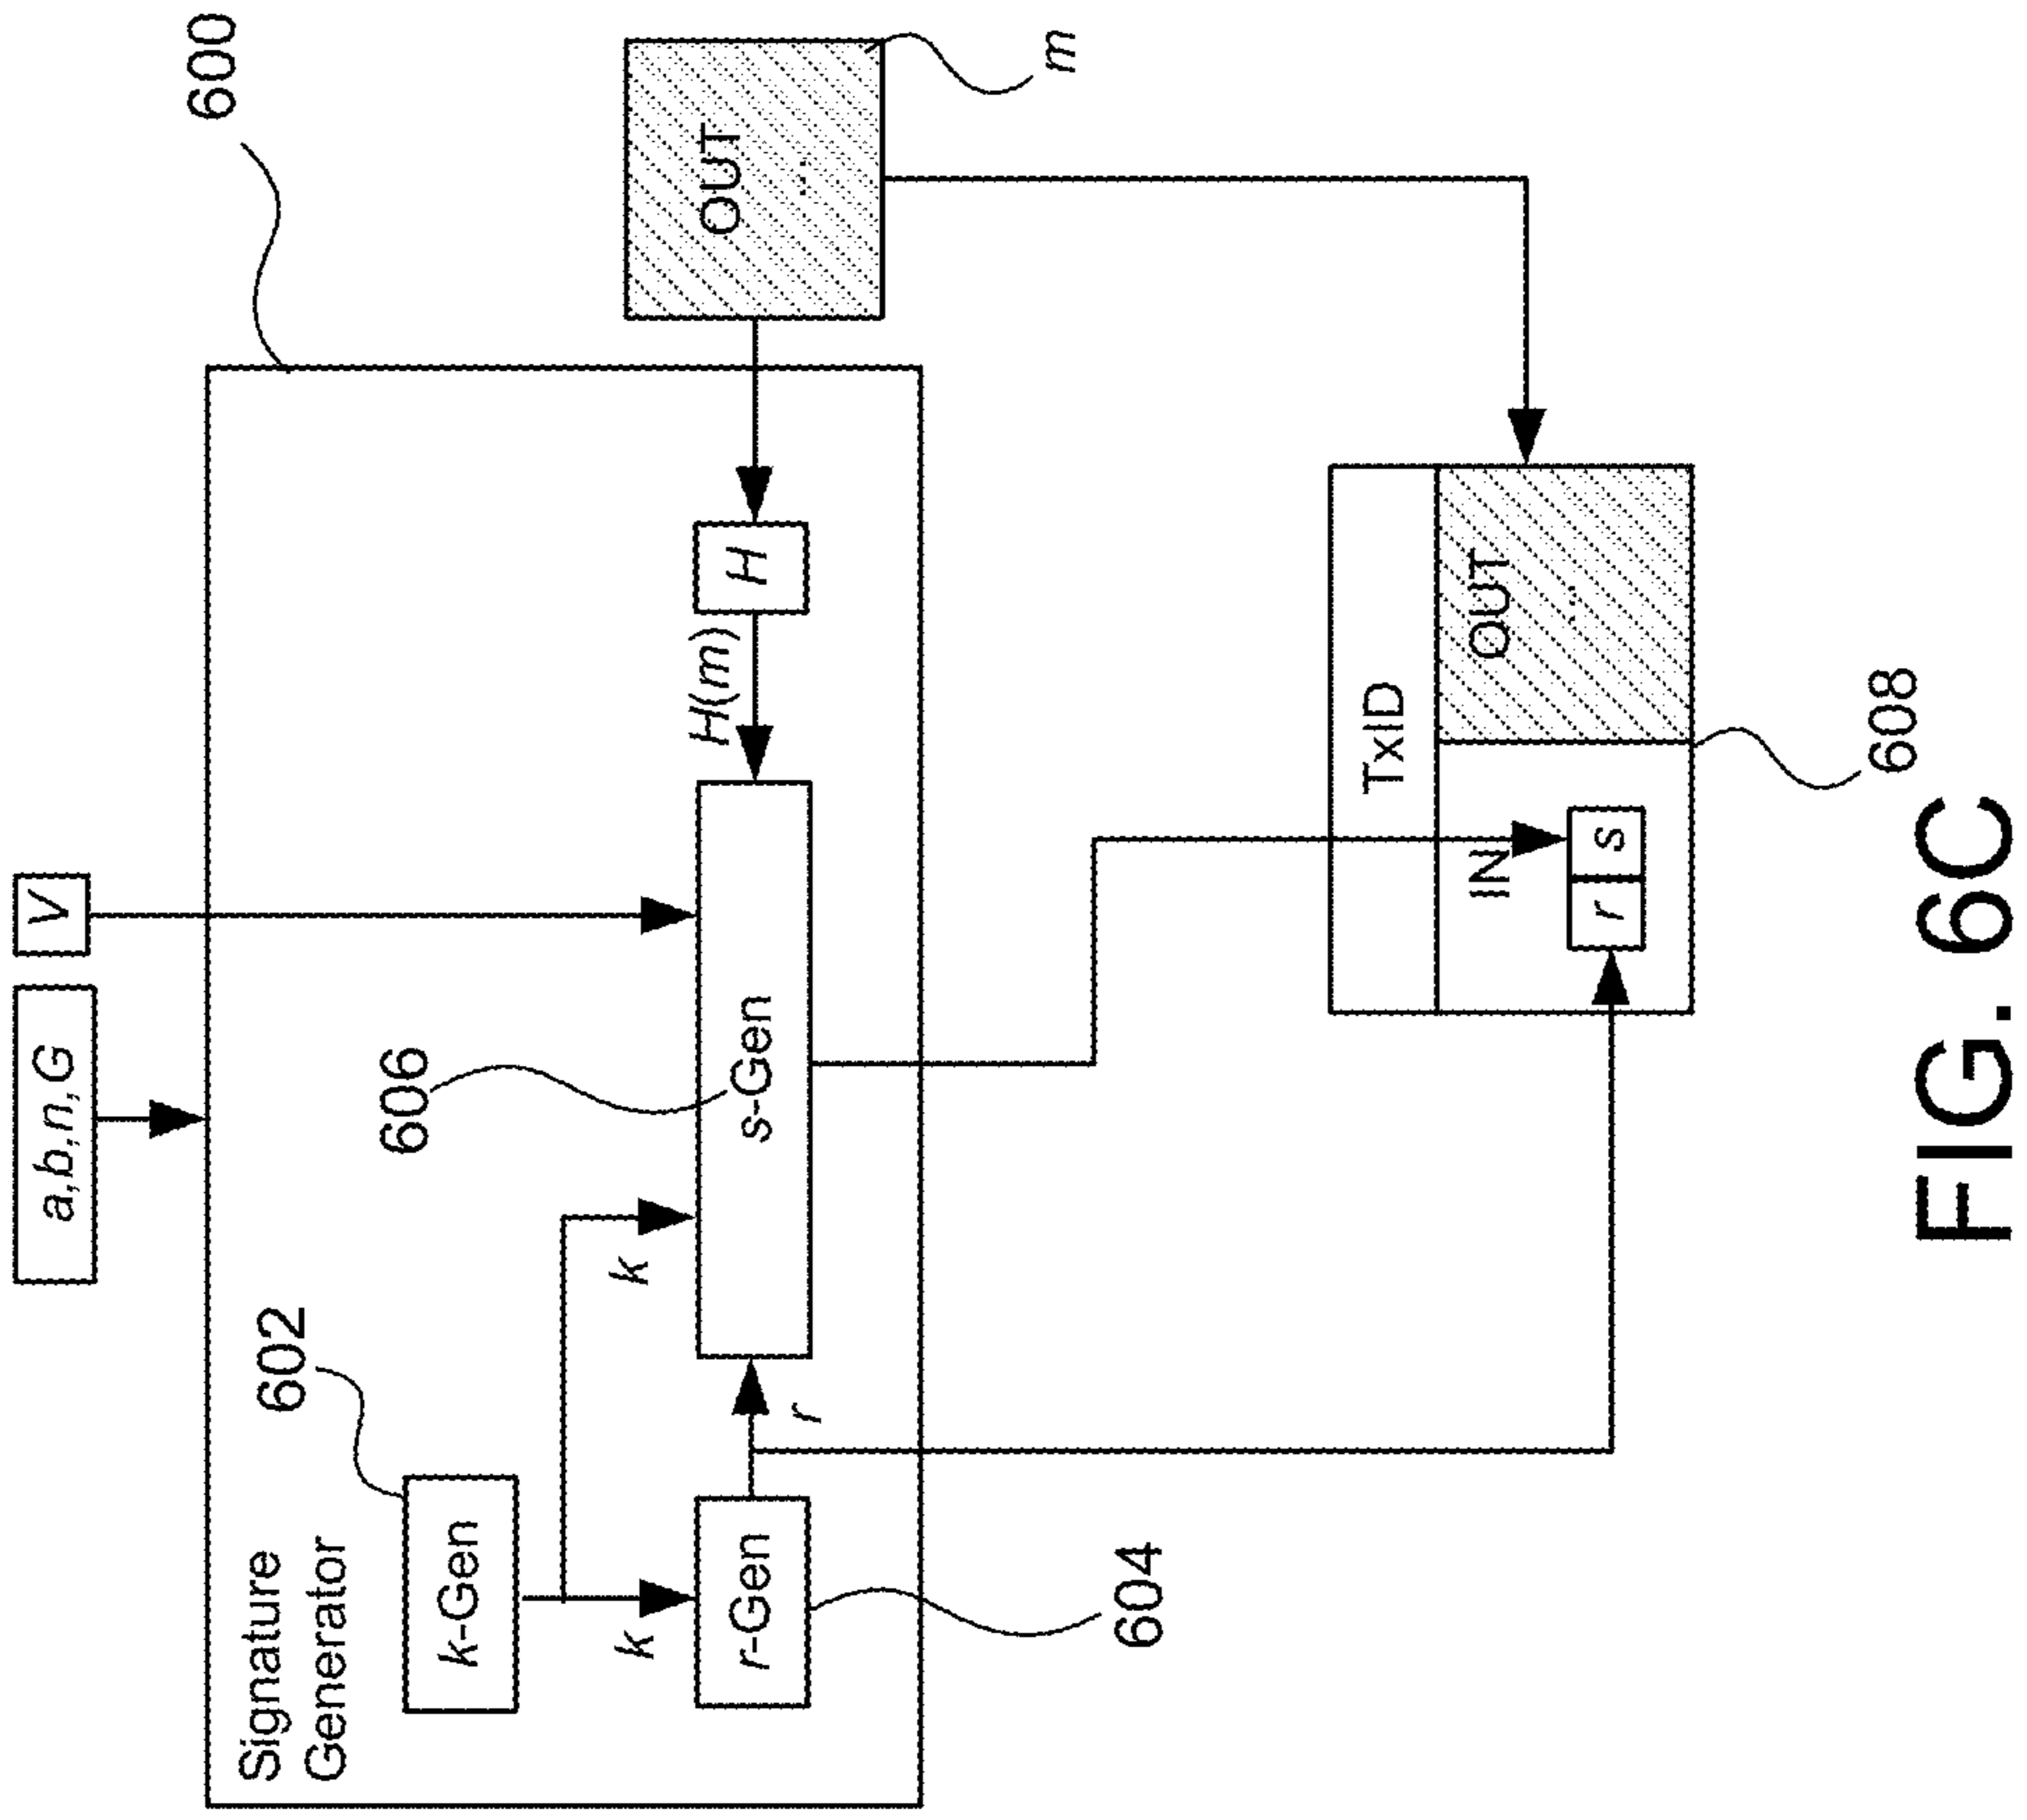 a,b,n,G
V
600
Signature
Generator
602
606
k-Gen
k
k
r-Gen
r
s-Gen
H(m)
H
OUT
...
m
604
TxID
IN
r
s
OUT
...
608
FIG. 6C